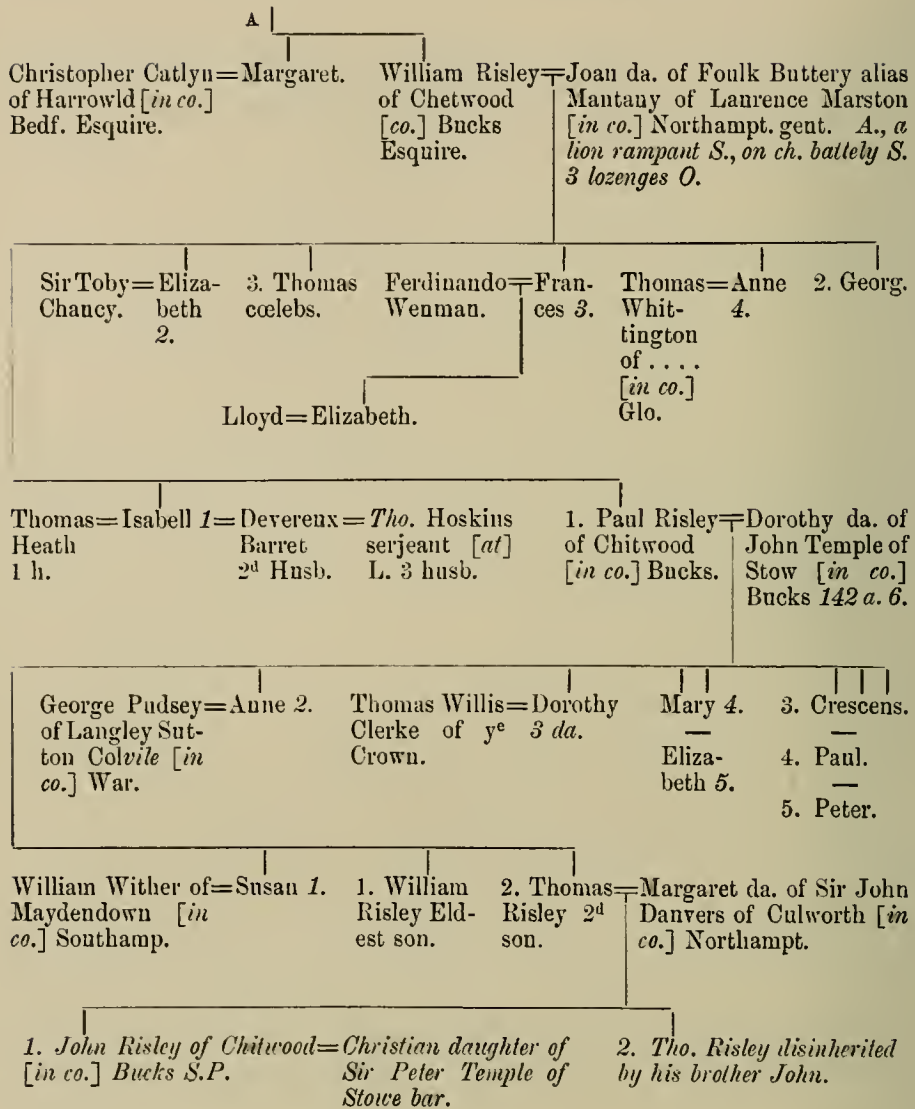 A
Christopher Catlyn=Margaret.
of Harrowld [in co.]
Bedf. Esquire.
William Risley=Joan da. of Foulk Buttery alias
of Chetwood
[co.] Bucks
Esquire.
Mantany of Laurence Marston
[in co.] Northampt. gent. A., a
lion rampant S., on ch. battely S.
3 lozenges O.
Sir Toby=Eliza-
Chancy. beth
2.
3. Thomas
cœlebs.
Ferdinando=Fran-
Wenman. ces 3.
Thomas=Anne
Whit- 4.
tington
of . . . .
[in co.]
Glo.
2. Georg.
Lloyd=Elizabeth.
Thomas=Isabell 1=Devereux=Tho. Hoskins
Heath Barret serjeant [at]
1 h. 2d Husb. L. 3 husb.
1. Paul Risley=Dorothy da. of
of Chitwood John Temple of
[in co.] Bucks. Stow [in co.]
Bucks 142 a. 6.
George Pudsey=Anne 2.
of Langley Sut-
ton Colvile [in
co.] War.
Thomas Willis=Dorothy
Clerke of ye 3 da.
Crown.
Mary 4.
—
Eliza-
beth 5.
3. Crescens.
—
4. Paul.
—
5. Peter.
William Wither of=Susan 1.
Maydendown [in
co.] Southamp.
1. William
Risley Eld-
est son.
2. Thomas=Margaret da. of Sir John
Risley 2d Danvers of Culworth [in
son. co.] Northampt.
1. John Risley of Chitwood=Christian daughter of
[in co.] Bucks S.P. Sir Peter Temple of
Stowe bar.
2. Tho. Risley disinherited
by his brother John.